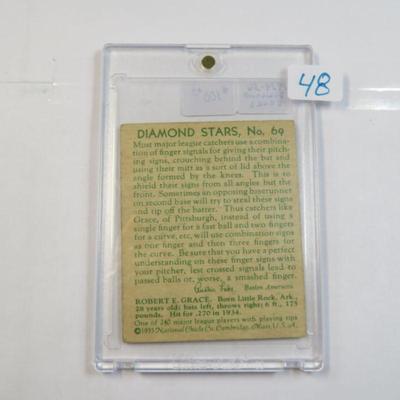 48
DIAMOND STARS, No. 69
Most major league catchers use a combi-
nation of finger signals for giving their pitch-
ing signs, crouching behind the bat and
using their mitt as a sort of lid above the
angle formed by the knees. This is to
shield their signs from all angles but the
front. Sometimes an opposing baserunner
on second base will try to steal these signs
and tip off the batter. Thus catchers like
Grace, of Pittsburgh, instead of using a
single finger for a fast ball and two fingers
for a curve, etc, will use combinations such
as one finger and then three fingers for
the curve. Be sure that you have a perfect
understanding of these finger signs with
your pitcher, lest crossed signals lead to
passed balls or, worse, a smashed finger.
Austin Lake Boston American
ROBERT E. GRACE. Born Little Rock, Ark.,
28 years old; bats left, throws right; 6 ft., 175
pounds. Hit for .270 in 1934.
One of 240 major league players with playing tips
©1935 National Chicle Co. Cambridge, Mass. U.S.A.